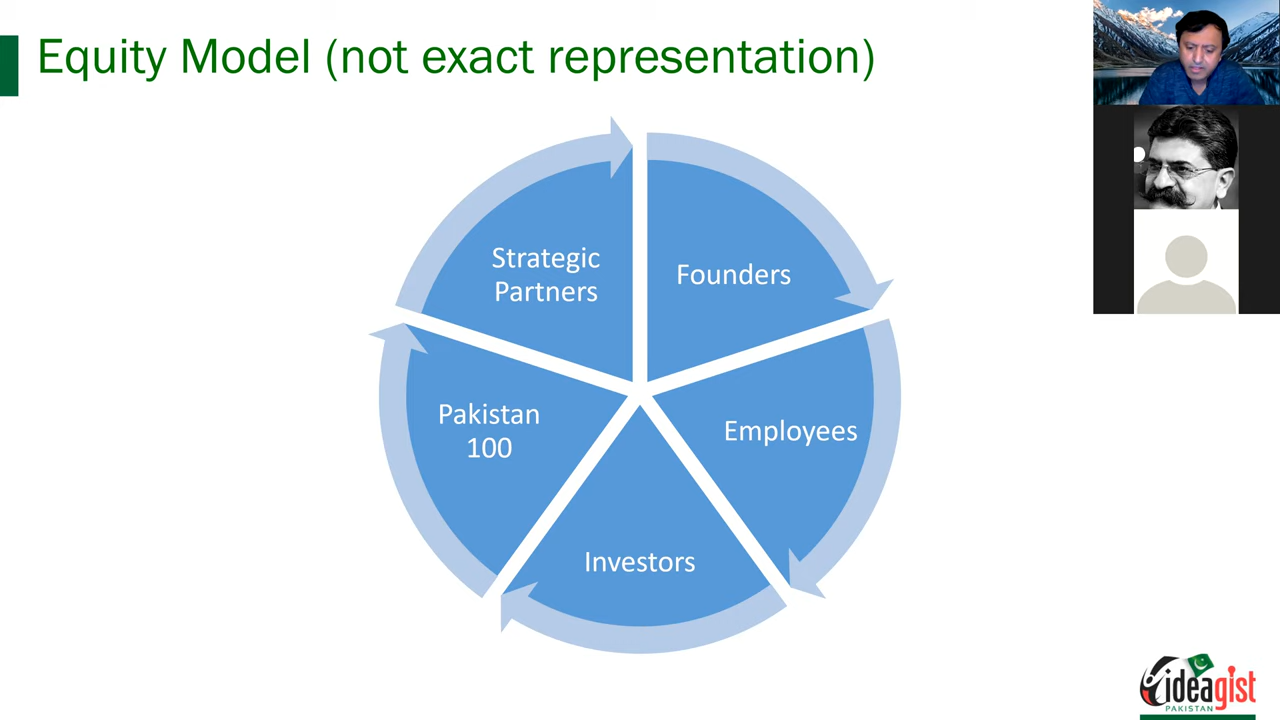 Equity Model (not exact representation)
Strategic
Partners
Founders
Pakistan
100
Employees
Investors
ideagist
PAKISTAN